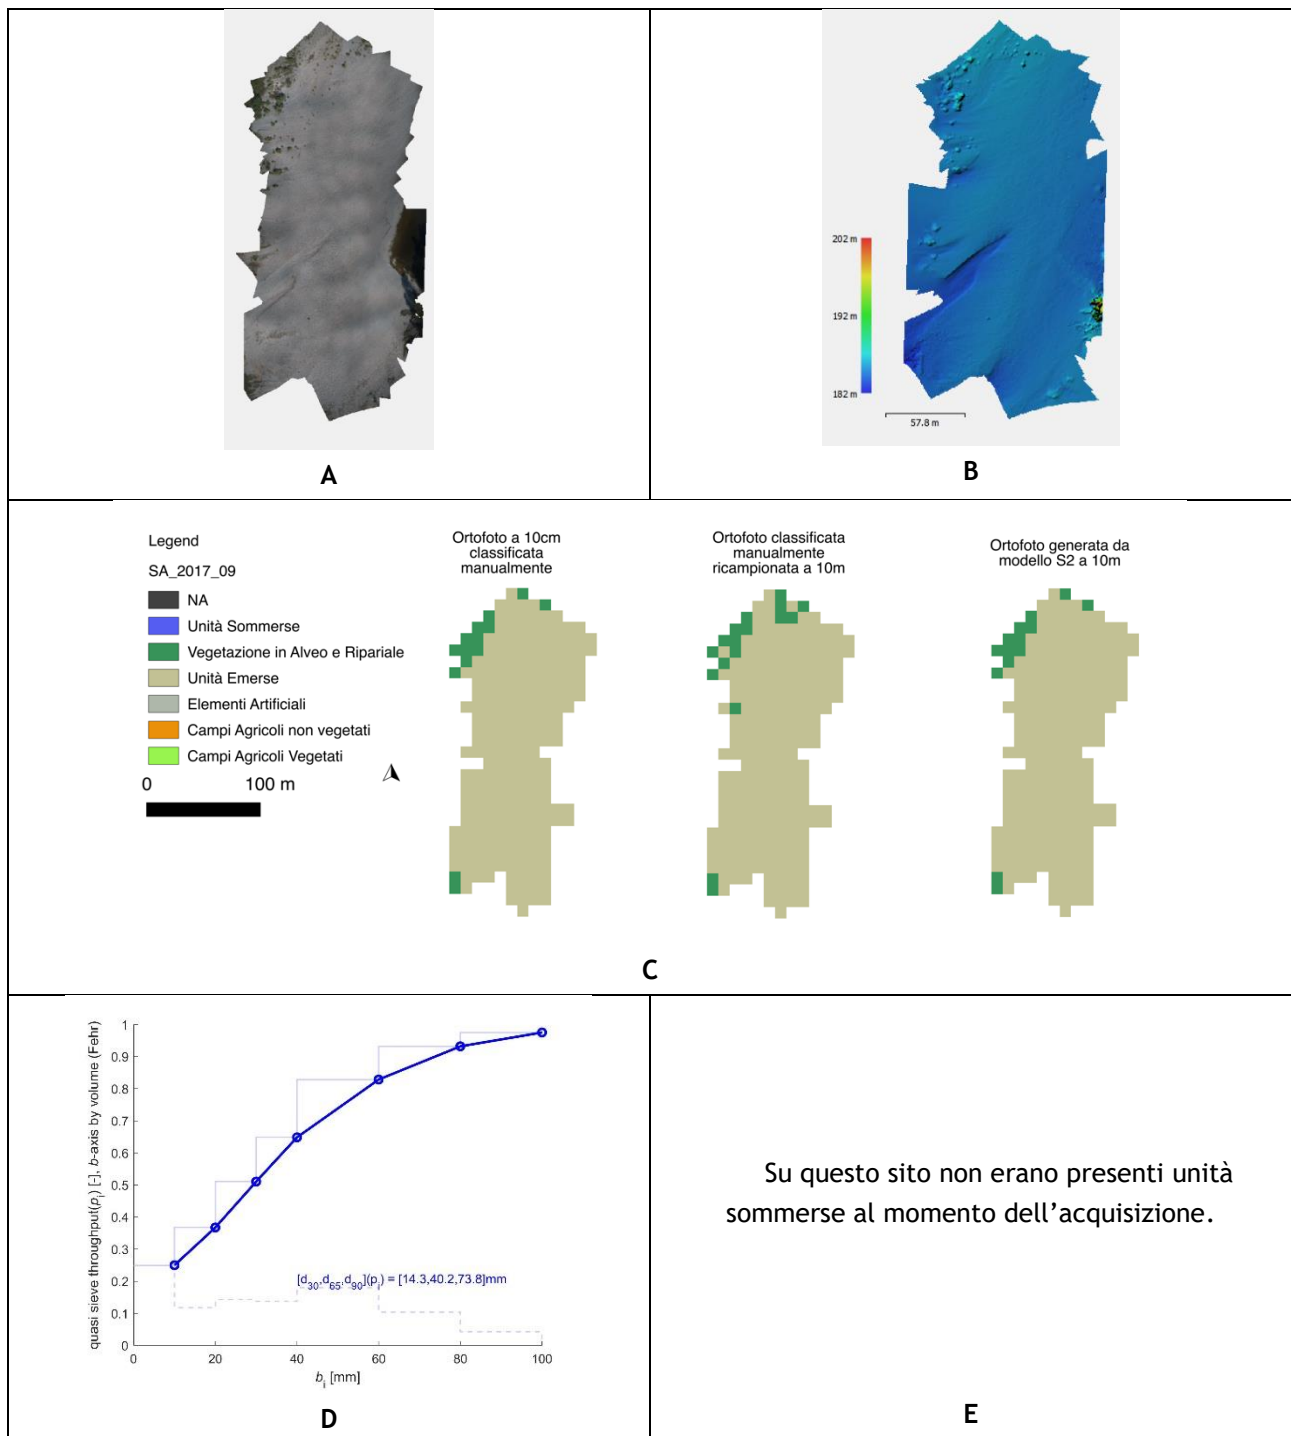 A
202 m
192 m
182 m
57.8 m
B
Legend
SA_2017_09
NA
Unità Sommerse
Vegetazione in Alveo e Ripariale
Unità Emerse
Elementi Artificiali
Campi Agricoli non vegetati
Campi Agricoli Vegetati
0 100 m
Ortofoto a 10cm
classificata
manualmente
Ortofoto classificata
manualmente
ricampionata a 10m
Ortofoto generata da
modello S2 a 10m
C
quasi sieve throughput(p_i) [-], b-axis by volume (Fehr)
1
0.9
0.8
0.7
0.6
0.5
0.4
0.3
0.2
0.1
0
[d_30,d_65,d_90](p_i) = [14.3,40.2,73.8]mm
0 20 40 60 80 100
b_i [mm]
D
Su questo sito non erano presenti unità
sommerse al momento dell’acquisizione.
E